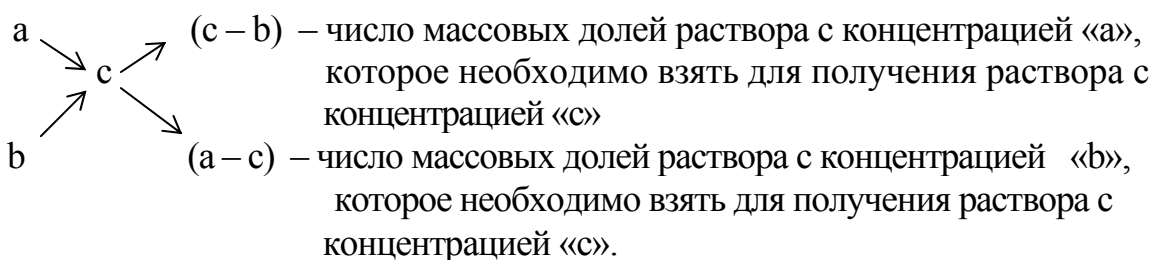 a (c – b) – число массовых долей раствора с концентрацией «a»,
c которое необходимо взять для получения раствора с
концентрацией «c»
b (a – c) – число массовых долей раствора с концентрацией «b»,
которое необходимо взять для получения раствора с
концентрацией «c».